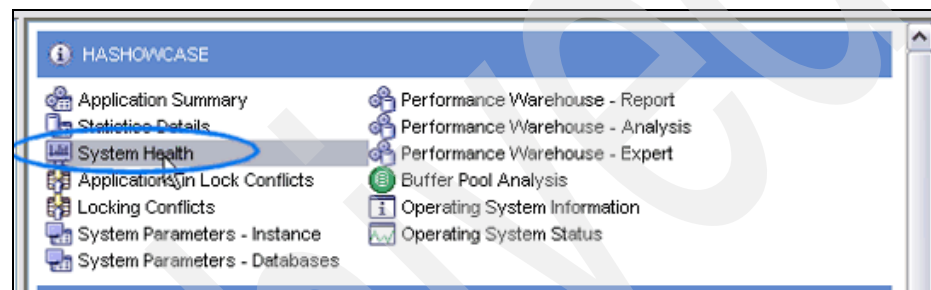 HASHOWCASE
Application Summary
Statistics Details
System Health
Applications in Lock Conflicts
Locking Conflicts
System Parameters - Instance
System Parameters - Databases
Performance Warehouse - Report
Performance Warehouse - Analysis
Performance Warehouse - Expert
Buffer Pool Analysis
Operating System Information
Operating System Status